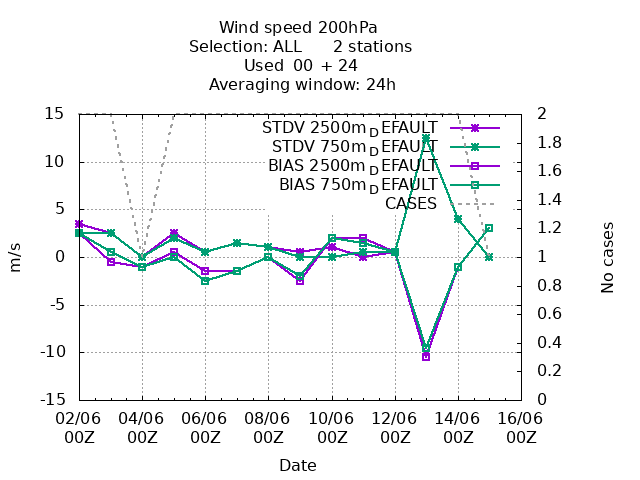 Wind speed 200hPa
Selection: ALL 2 stations
Used 00 + 24
Averaging window: 24h
STDV 2500m_DEFAULT
STDV 750m_DEFAULT
BIAS 2500m_DEFAULT
BIAS 750m_DEFAULT
CASES
15
10
5
0
-5
-10
-15
m/s
2
1.8
1.6
1.4
1.2
1
0.8
0.6
0.4
0.2
0
No cases
02/06 04/06 06/06 08/06 10/06 12/06 14/06 16/06
00Z 00Z 00Z 00Z 00Z 00Z 00Z 00Z
Date